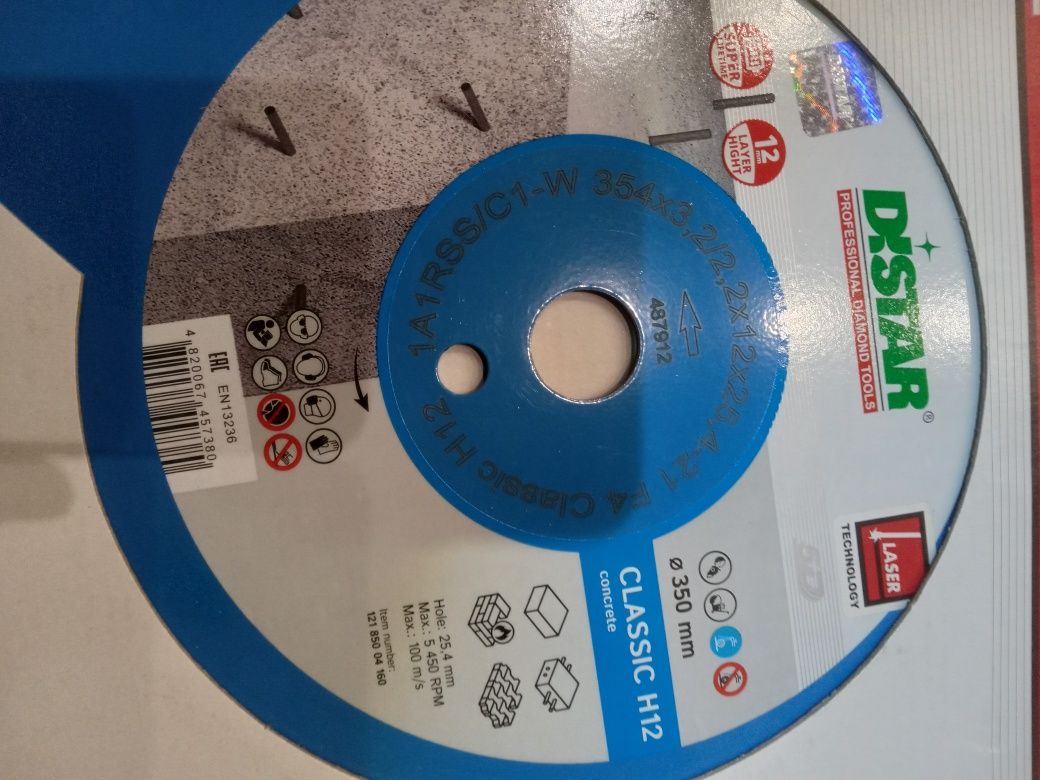 DiSTAR®
PROFESSIONAL DIAMOND TOOLS
SUPER
LIFETIME
12 mm
LAYER
HIGHT
1A1RSS/C1-W 354x3,2/2,2x12x25,4-21 F4 Classic H12
487912
EAC EN13236
4 820067 457380
LASER
TECHNOLOGY
CLASSIC H12
concrete
ø 350 mm
Hole: 25,4 mm
Max.: 5 450 RPM
Max.: 100 m/s
Item number:
121 850 04 160